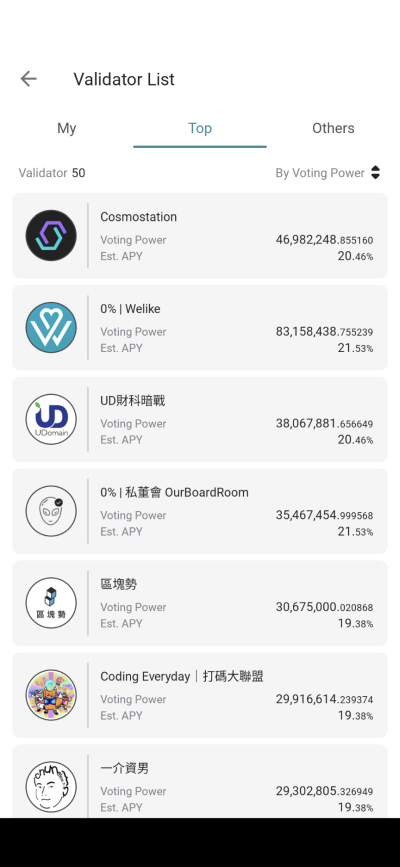 Validator List
My Top Others
Validator 50 By Voting Power
Cosmostation
Voting Power 46,982,248.855160
Est. APY 20.46%
0% | Welike
Voting Power 83,158,438.755239
Est. APY 21.53%
UD
UDomain
UD財科暗戰
Voting Power 38,067,881.656649
Est. APY 20.46%
0% | 私董會 OurBoardRoom
Voting Power 35,467,454.999568
Est. APY 21.53%
區塊勢
區塊勢
Voting Power 30,675,000.020868
Est. APY 19.38%
Coding Everyday｜打碼大聯盟
Voting Power 29,916,614.239374
Est. APY 19.38%
一介資男
Voting Power 29,302,805.326949
Est. APY 19.38%